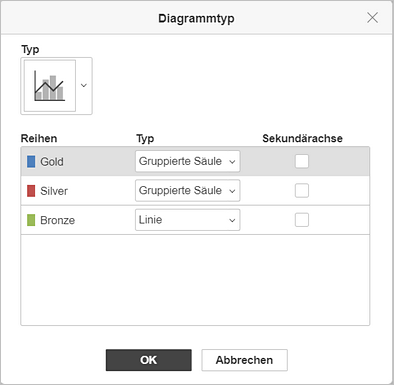 Diagrammtyp
Typ
Reihen Typ Sekundärachse
Gold Gruppierte Säule
Silver Gruppierte Säule
Bronze Linie
OK Abbrechen